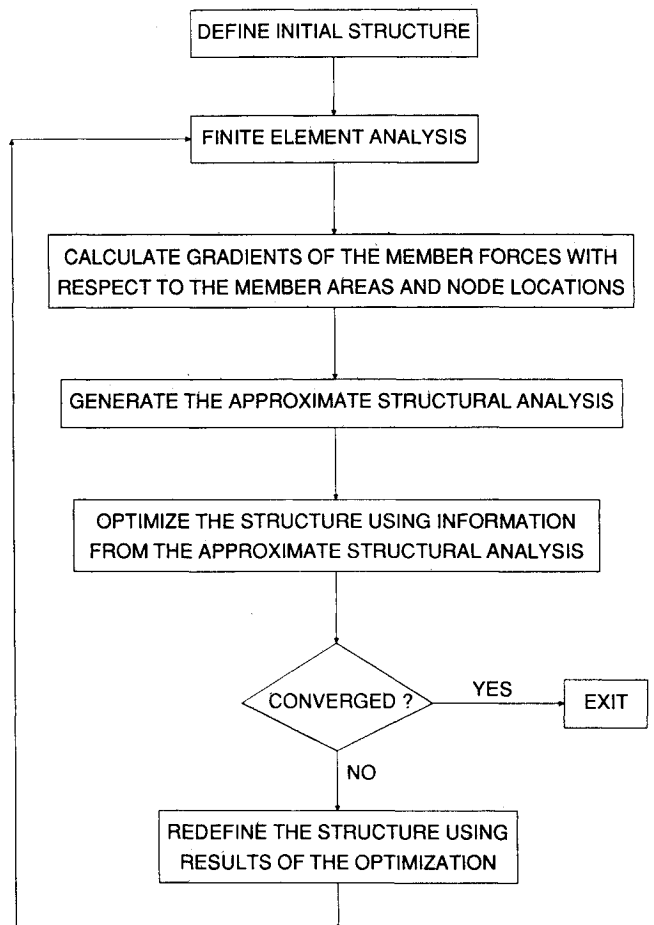 DEFINE INITIAL STRUCTURE
FINITE ELEMENT ANALYSIS
CALCULATE GRADIENTS OF THE MEMBER FORCES WITH
RESPECT TO THE MEMBER AREAS AND NODE LOCATIONS
GENERATE THE APPROXIMATE STRUCTURAL ANALYSIS
OPTIMIZE THE STRUCTURE USING INFORMATION
FROM THE APPROXIMATE STRUCTURAL ANALYSIS
CONVERGED ?
YES
EXIT
NO
REDEFINE THE STRUCTURE USING
RESULTS OF THE OPTIMIZATION